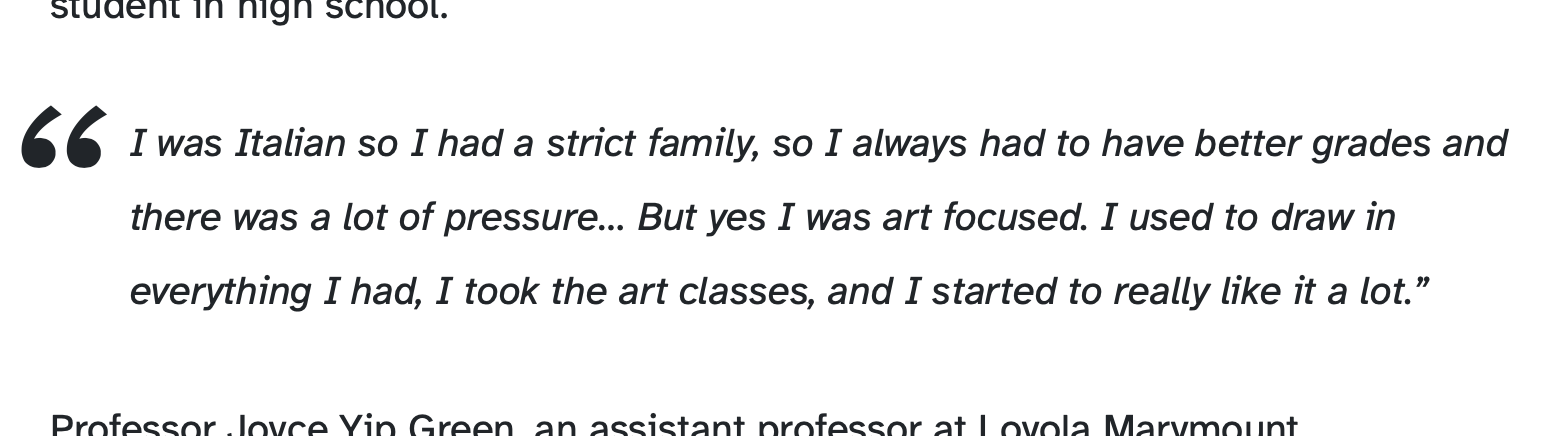 student in high school.
“ I was Italian so I had a strict family, so I always had to have better grades and
there was a lot of pressure... But yes I was art focused. I used to draw in
everything I had, I took the art classes, and I started to really like it a lot.”
Professor Joyce Yip Green, an assistant professor at Loyola Marymount